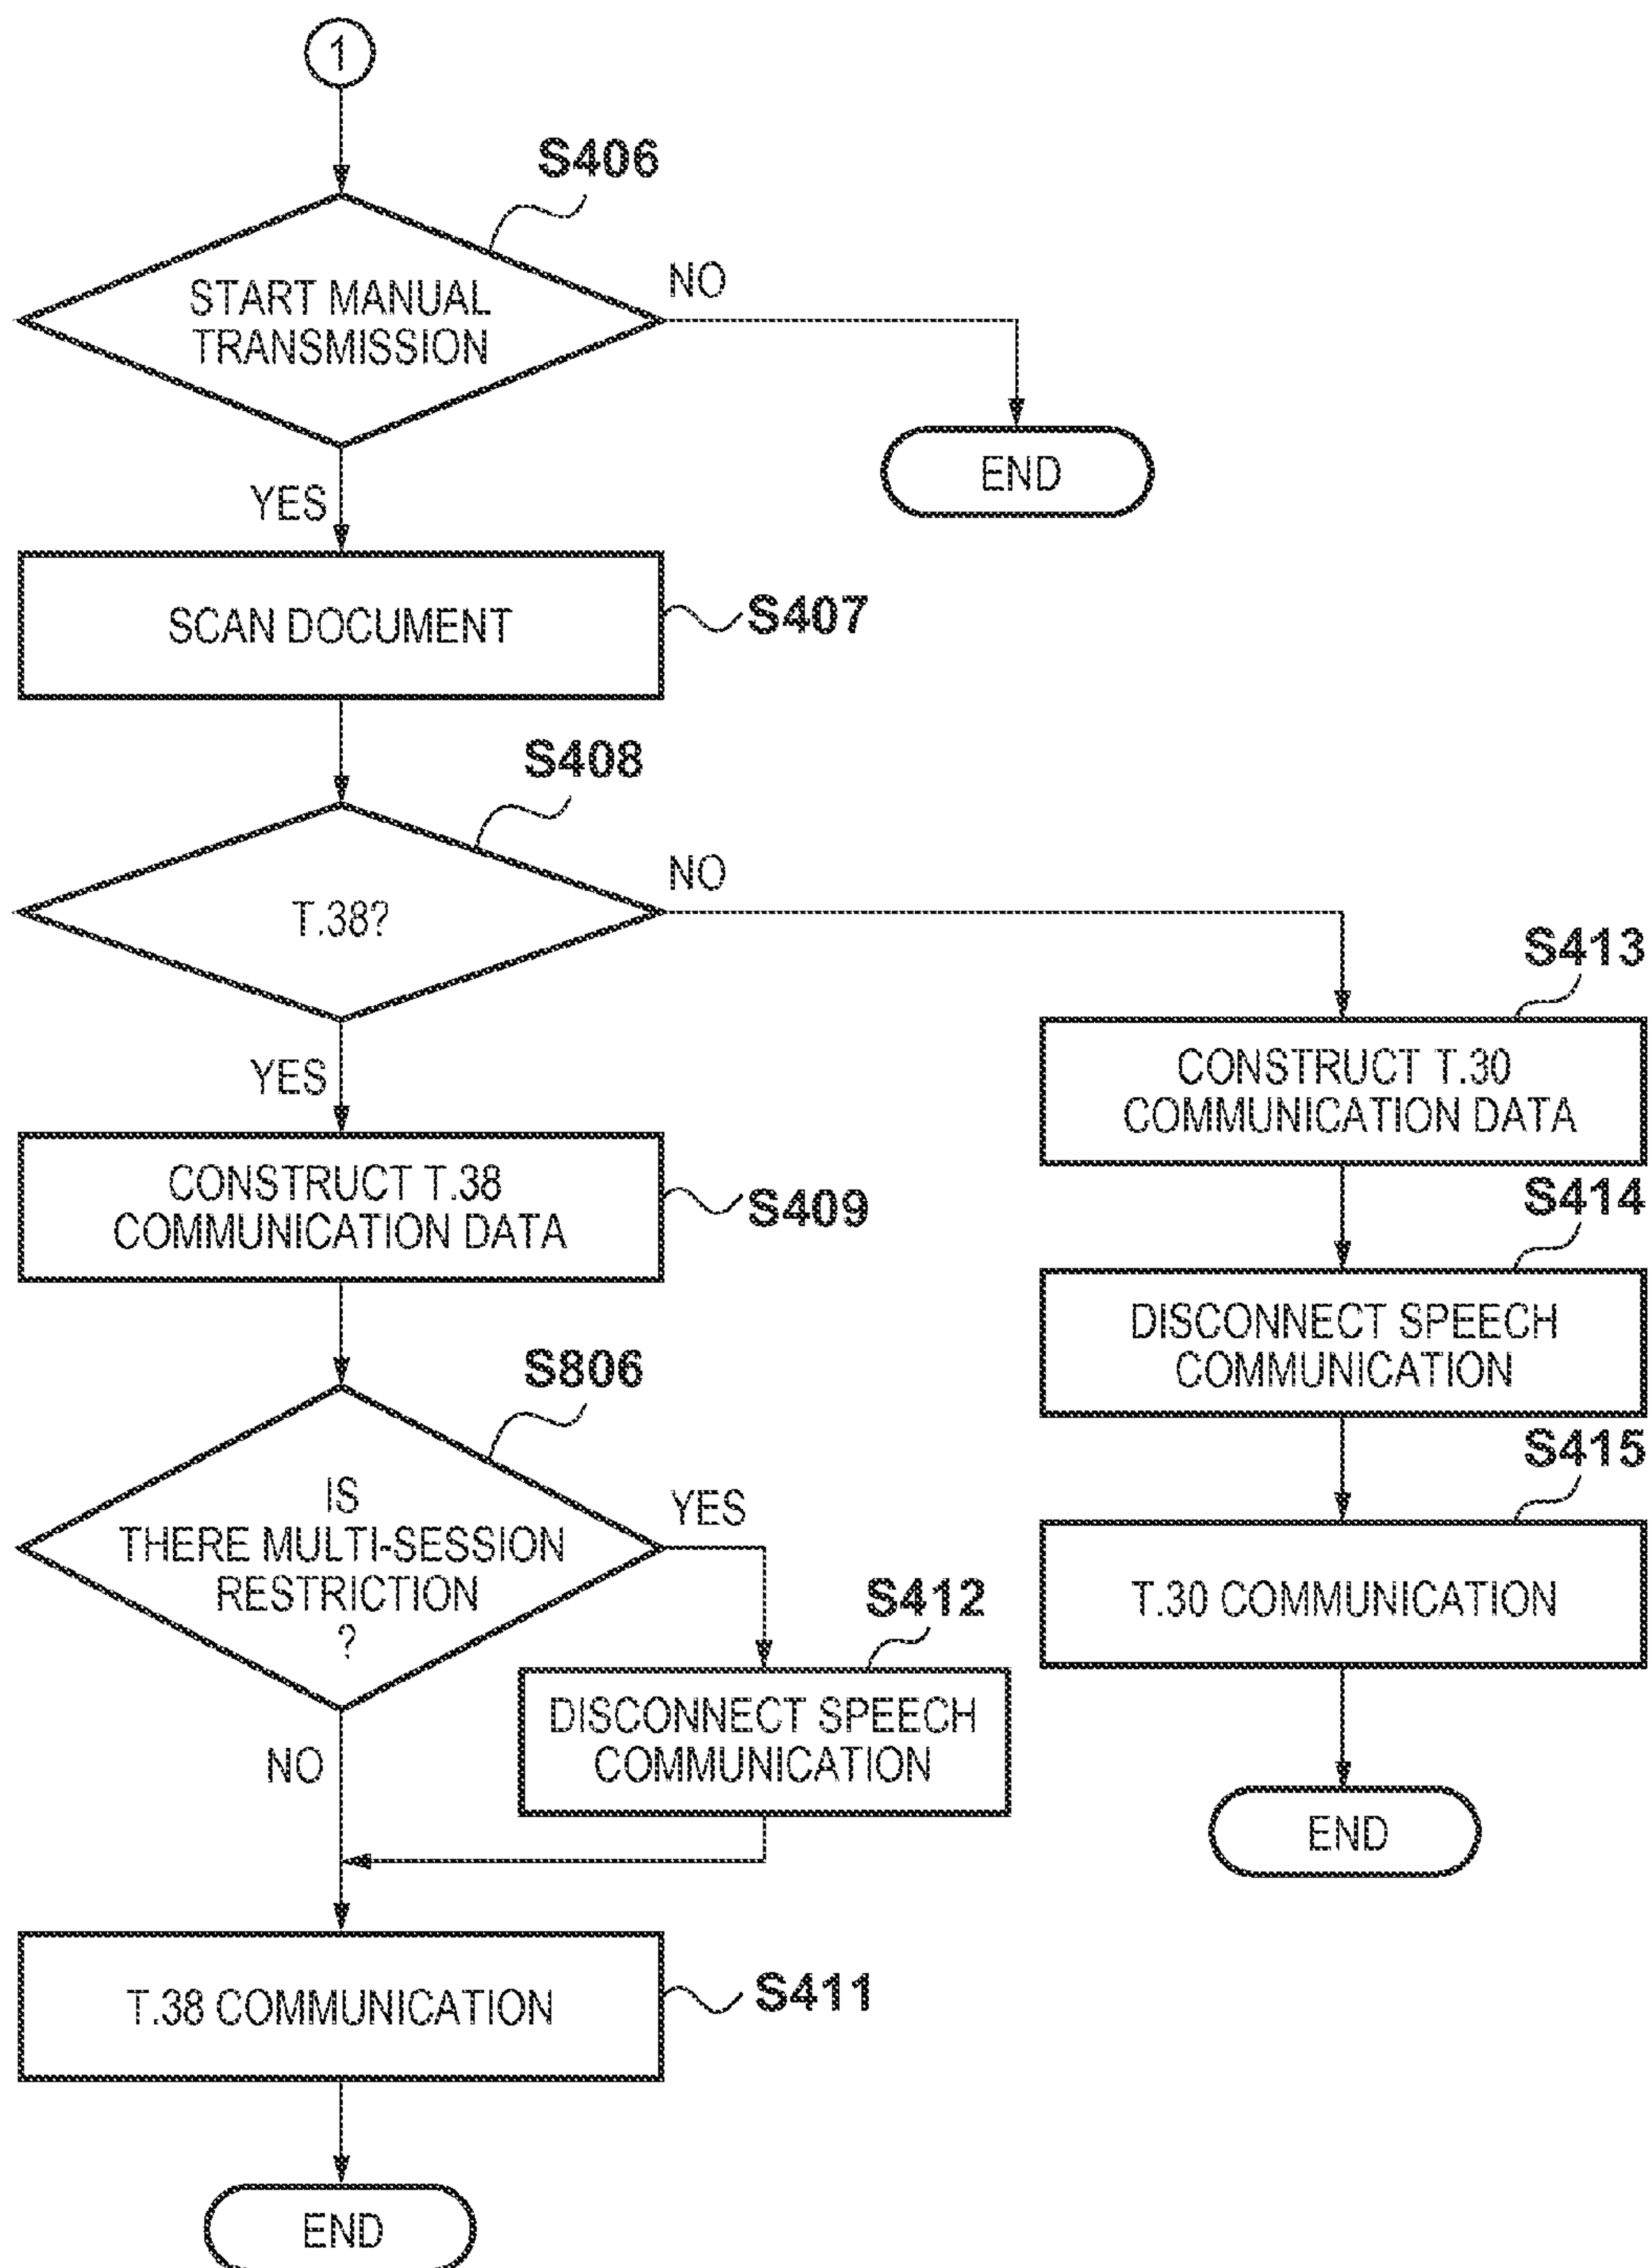 1
S406
START MANUAL
TRANSMISSION
NO
END
YES
SCAN DOCUMENT
S407
S408
T.38?
NO
YES
S413
CONSTRUCT T.30
COMMUNICATION DATA
CONSTRUCT T.38
COMMUNICATION DATA
S409
S414
DISCONNECT SPEECH
COMMUNICATION
S806
IS
THERE MULTI-SESSION
RESTRICTION
?
YES
NO
S415
T.30 COMMUNICATION
END
S412
DISCONNECT SPEECH
COMMUNICATION
T.38 COMMUNICATION
S411
END